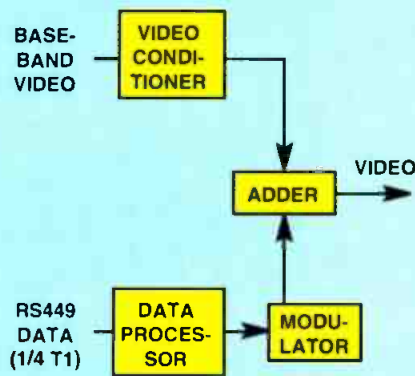 BASE-
BAND
VIDEO
VIDEO
CONDI-
TIONER
ADDER
VIDEO
RS449
DATA
(1/4 T1)
DATA
PROCES-
SOR
MODU-
LATOR